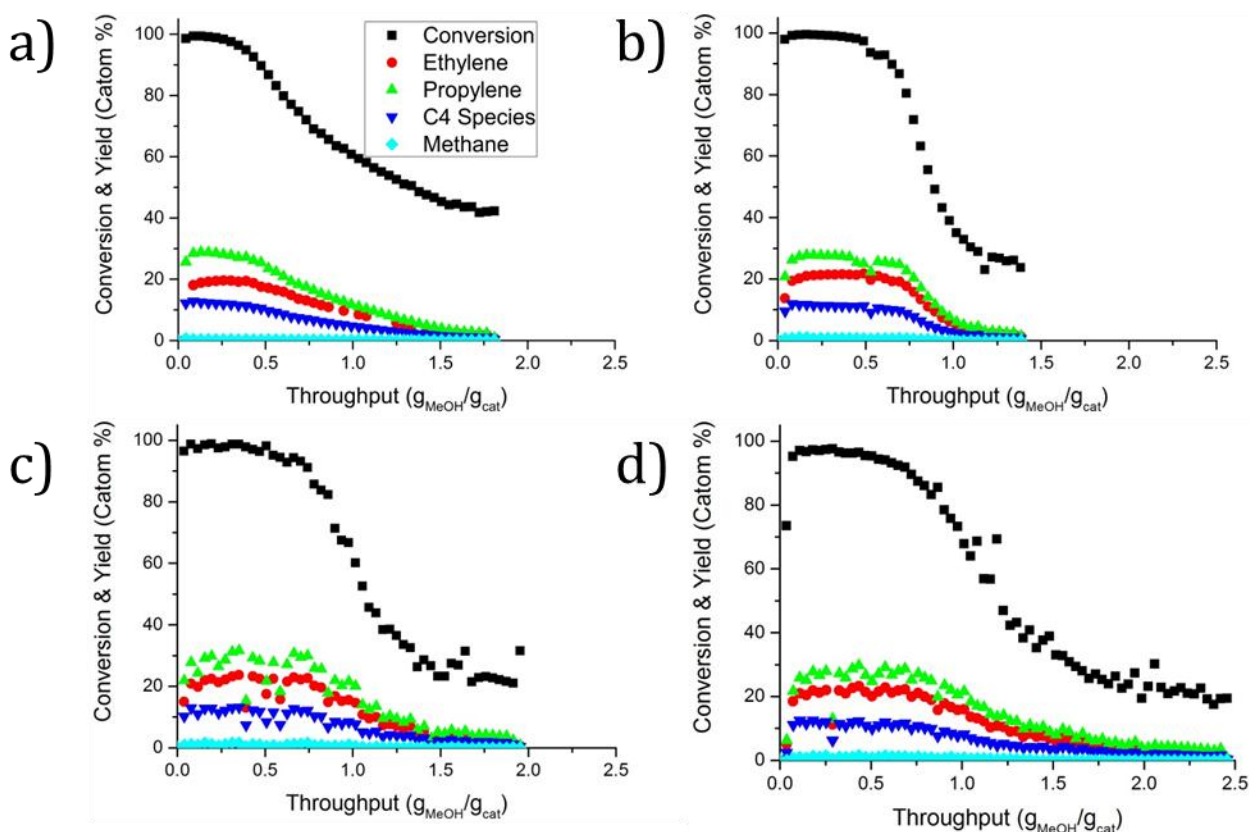 a)
Conversion & Yield (Catom %)
100
80
60
40
20
0
Conversion
Ethylene
Propylene
C4 Species
Methane
0.0 0.5 1.0 1.5 2.0 2.5
Throughput (gMeOH/gcat)
b)
Conversion & Yield (Catom %)
100
80
60
40
20
0
0.0 0.5 1.0 1.5 2.0 2.5
Throughput (gMeOH/gcat)
c)
Conversion & Yield (Catom %)
100
80
60
40
20
0
0.0 0.5 1.0 1.5 2.0 2.5
Throughput (gMeOH/gcat)
d)
Conversion & Yield (Catom %)
100
80
60
40
20
0
0.0 0.5 1.0 1.5 2.0 2.5
Throughput (gMeOH/gcat)